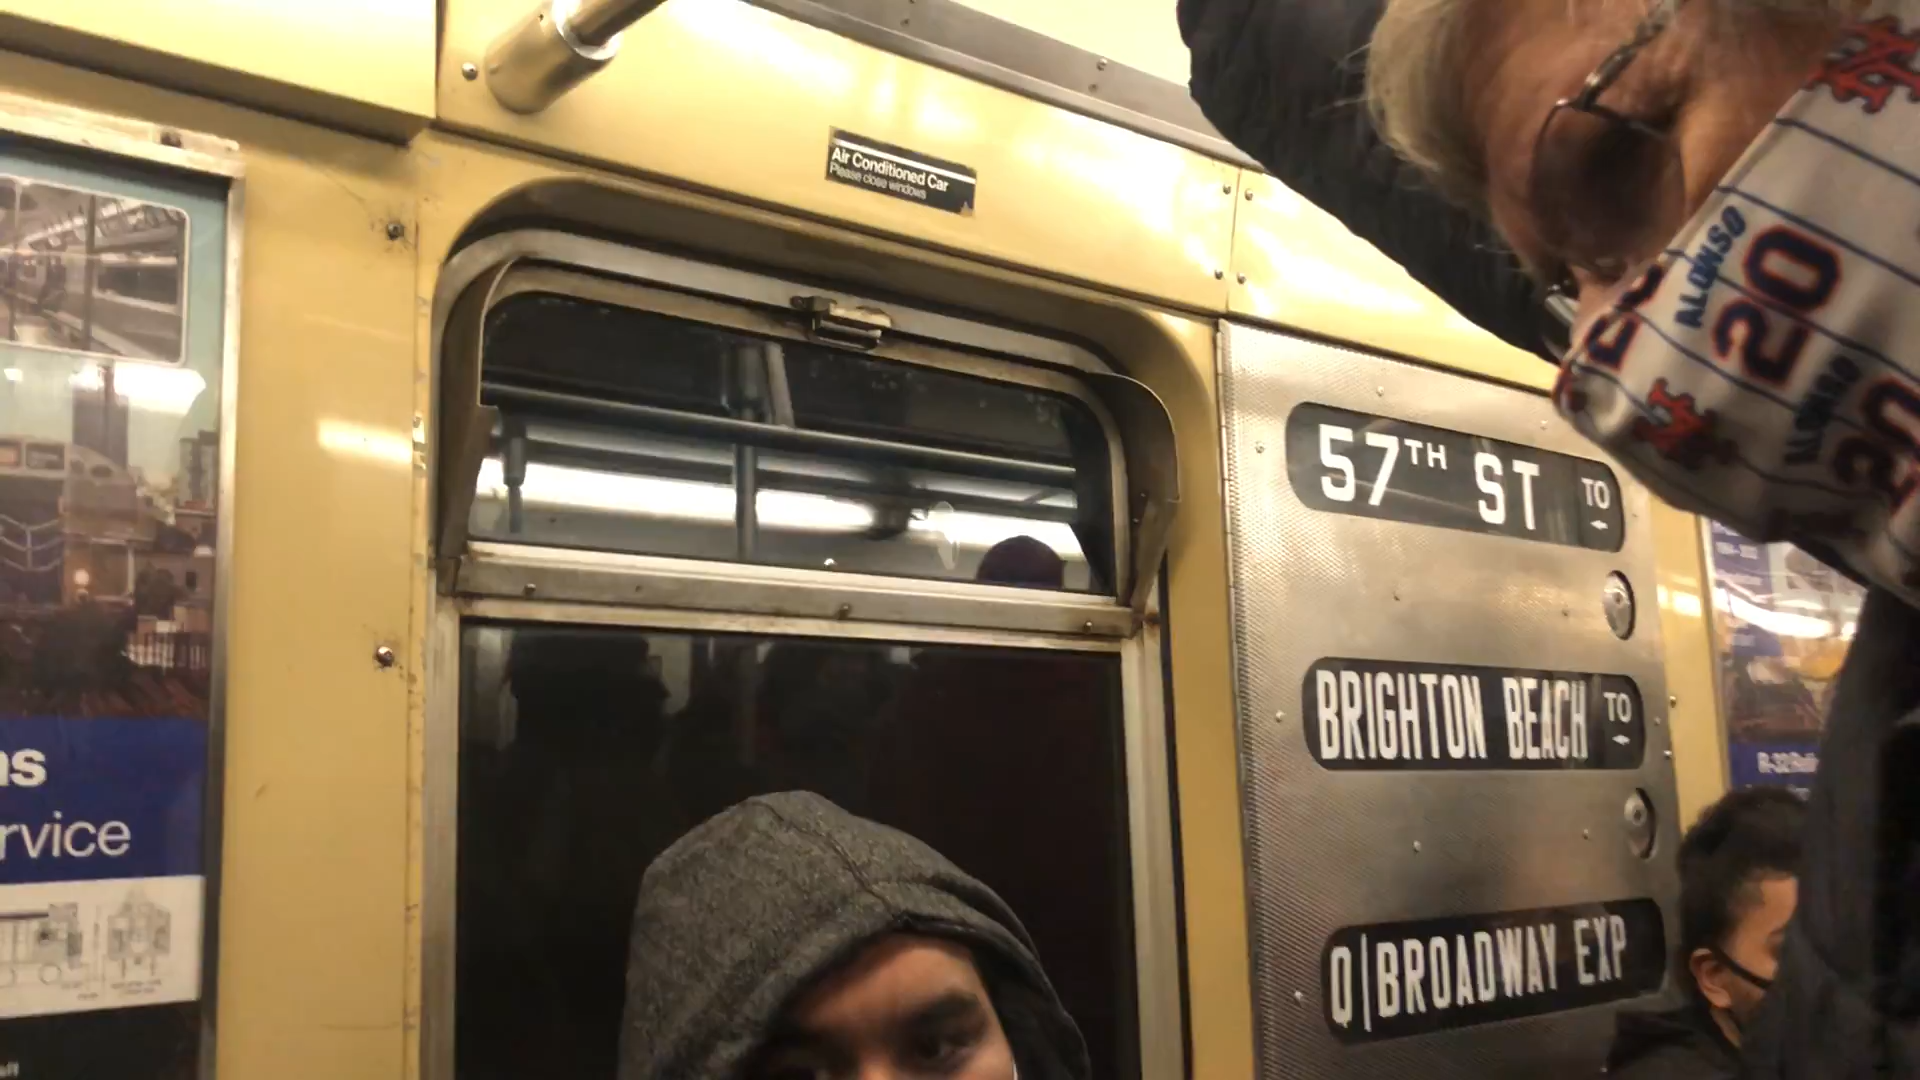 Air Conditioned Car
Please close windows
ALONSO
20
20
57TH ST TO
BRIGHTON BEACH TO
Q|BROADWAY EXP
ns
rvice
R-32